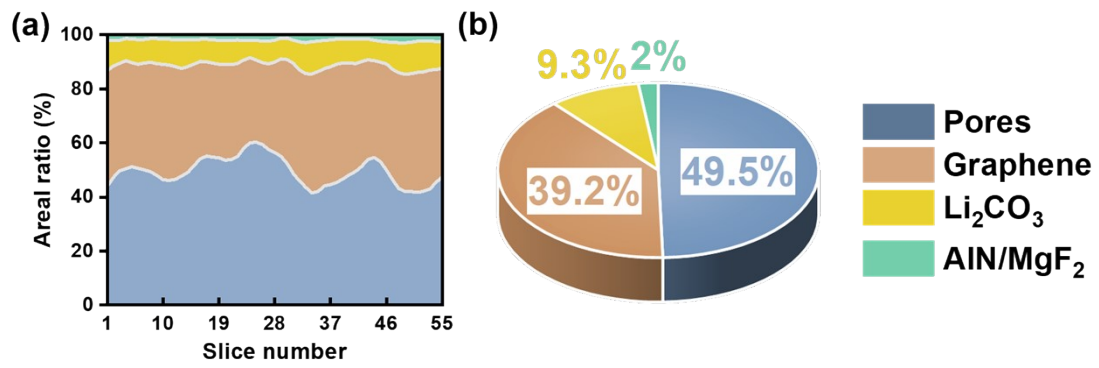 (a)
100
80
60
40
20
0
Areal ratio (%)
1 10 19 28 37 46 55
Slice number
(b)
9.3% 2%
39.2% 49.5%
Pores
Graphene
Li₂CO₃
AlN/MgF₂